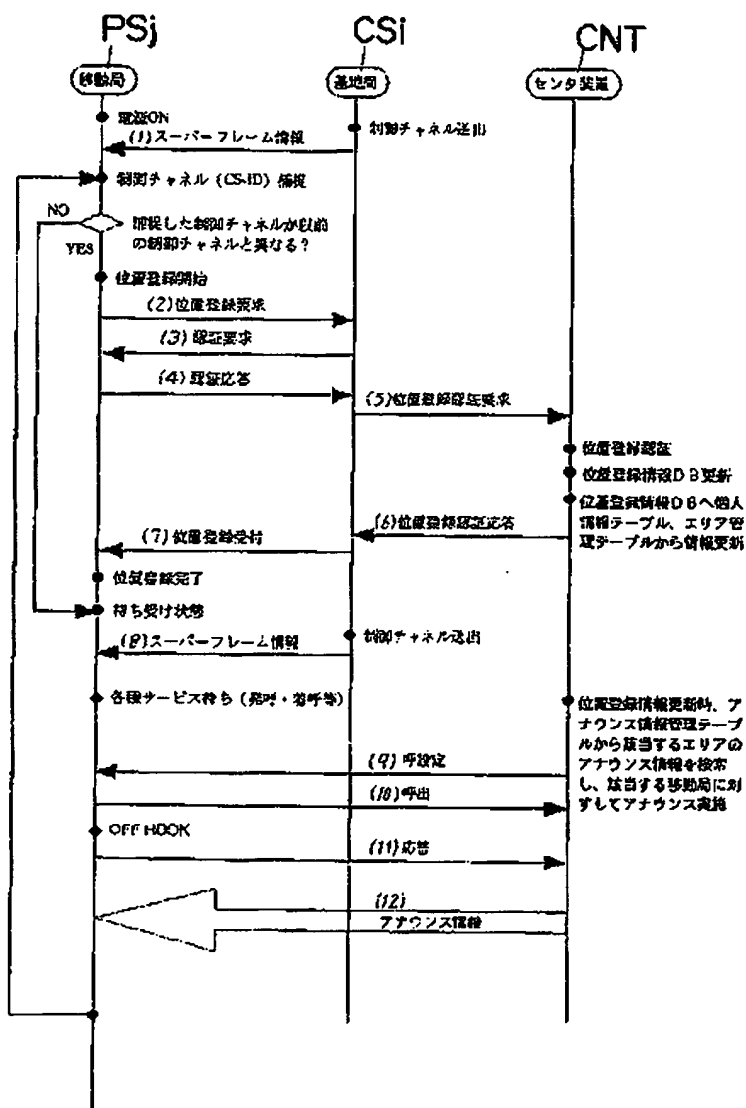 PSj
CSi
CNT
移動局
基地局
センタ装置
電源ON
制御チャネル送出
(1)スーパーフレーム情報
制御チャネル(CS-ID)捕捉
NO
捕捉した制御チャネルが以前
の制御チャネルと異なる?
YES
位置登録開始
(2)位置登録要求
(3)認証要求
(4)認証応答
(5)位置登録認証要求
位置登録認証
位置登録情報DB更新
位置登録情報DBへ個人
情報テーブル、エリア管
理テーブルから情報更新
(6)位置登録認証応答
(7)位置登録受付
位置登録完了
待ち受け状態
制御チャネル送出
(8)スーパーフレーム情報
各種サービス待ち(発呼・着呼等)
位置登録情報更新時、ア
ナウンス情報管理テーブ
ルから該当するエリアの
アナウンス情報を検索
し、該当する移動局に対
してアナウンス実施
(9)呼設定
(10)呼出
OFF HOOK
(11)応答
(12)
アナウンス情報